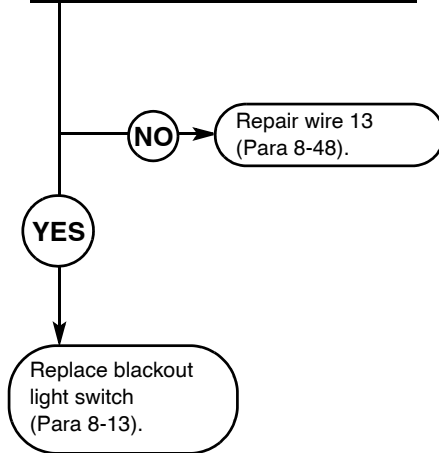 NO
Repair wire 13
(Para 8-48).
YES
Replace blackout
light switch
(Para 8-13).